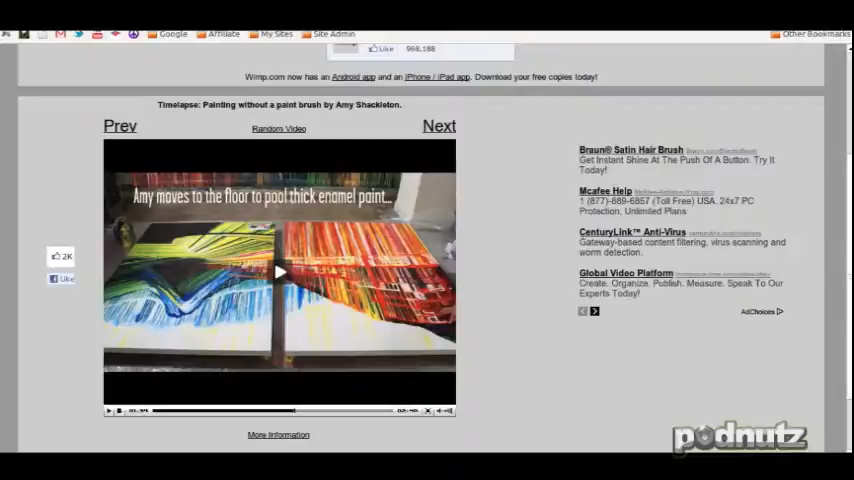 Google Affiliate My Sites Site Admin Other Bookmarks
Like 968,188
Wimp.com now has an Android app and an iPhone / iPad app. Download your free copies today!
Timelapse: Painting without a paint brush by Amy Shackleton.
Prev Random Video Next
Amy moves to the floor to pool thick enamel paint...
2K
Like
More Information
Braun® Satin Hair Brush
Get Instant Shine At The Push Of A Button. Try It
Today!
Mcafee Help
1 (877)-689-6857 (Toll Free) USA. 24x7 PC
Protection, Unlimited Plans
CenturyLink™ Anti-Virus
Gateway-based content filtering, virus scanning and
worm detection.
Global Video Platform
Create. Organize. Publish. Measure. Speak To Our
Experts Today!
AdChoices
podnutz